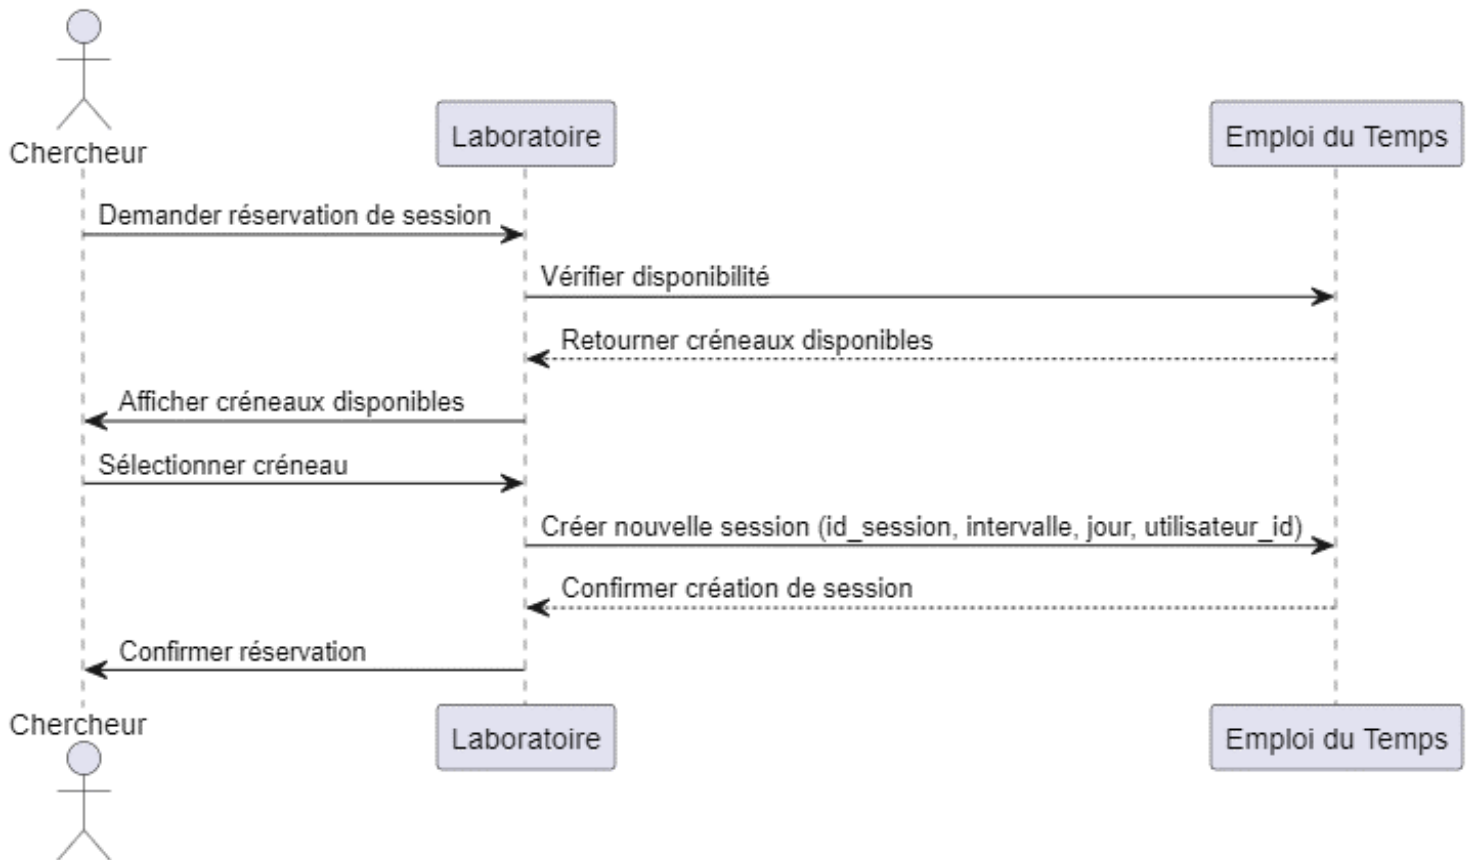 Chercheur
Laboratoire
Emploi du Temps
Demander réservation de session
Vérifier disponibilité
Retourner créneaux disponibles
Afficher créneaux disponibles
Sélectionner créneau
Créer nouvelle session (id_session, intervalle, jour, utilisateur_id)
Confirmer création de session
Confirmer réservation
Chercheur
Laboratoire
Emploi du Temps